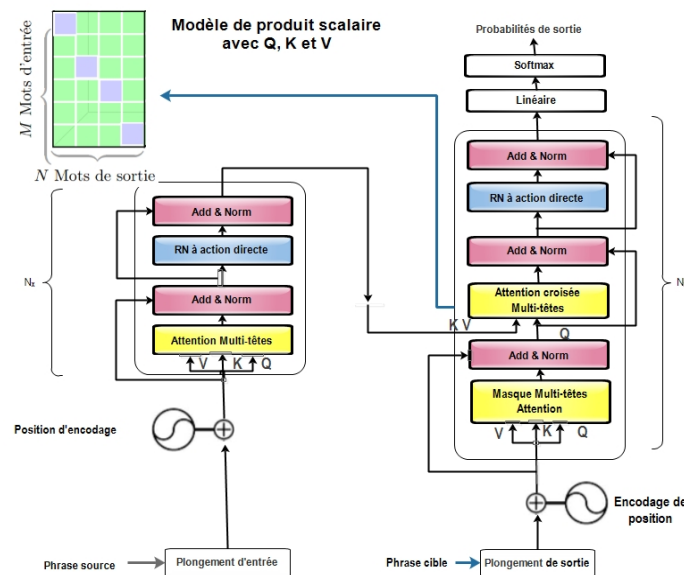 Modèle de produit scalaire
avec Q, K et V
M Mots d'entrée
N Mots de sortie
Probabilités de sortie
Softmax
Linéaire
Add & Norm
RN à action directe
Add & Norm
Attention croisée
Multi-têtes
K V
Q
Add & Norm
Masque Multi-têtes
Attention
V
K
Q
N
Encodage de
position
Phrase cible
Plongement de sortie
Nx
Add & Norm
RN à action directe
Add & Norm
Attention Multi-têtes
V
K
Q
Position d'encodage
Phrase source
Plongement d'entrée